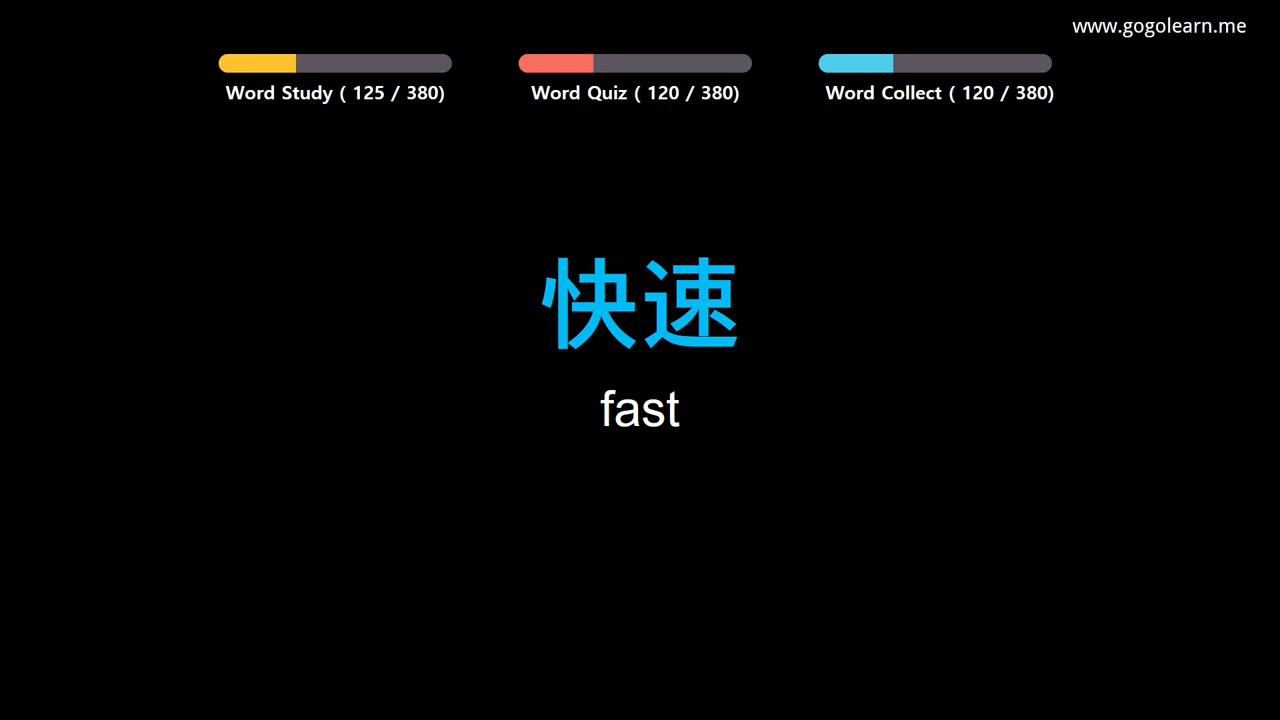 www.gogolearn.me
Word Study ( 125 / 380)
Word Quiz ( 120 / 380)
Word Collect ( 120 / 380)
快速
fast